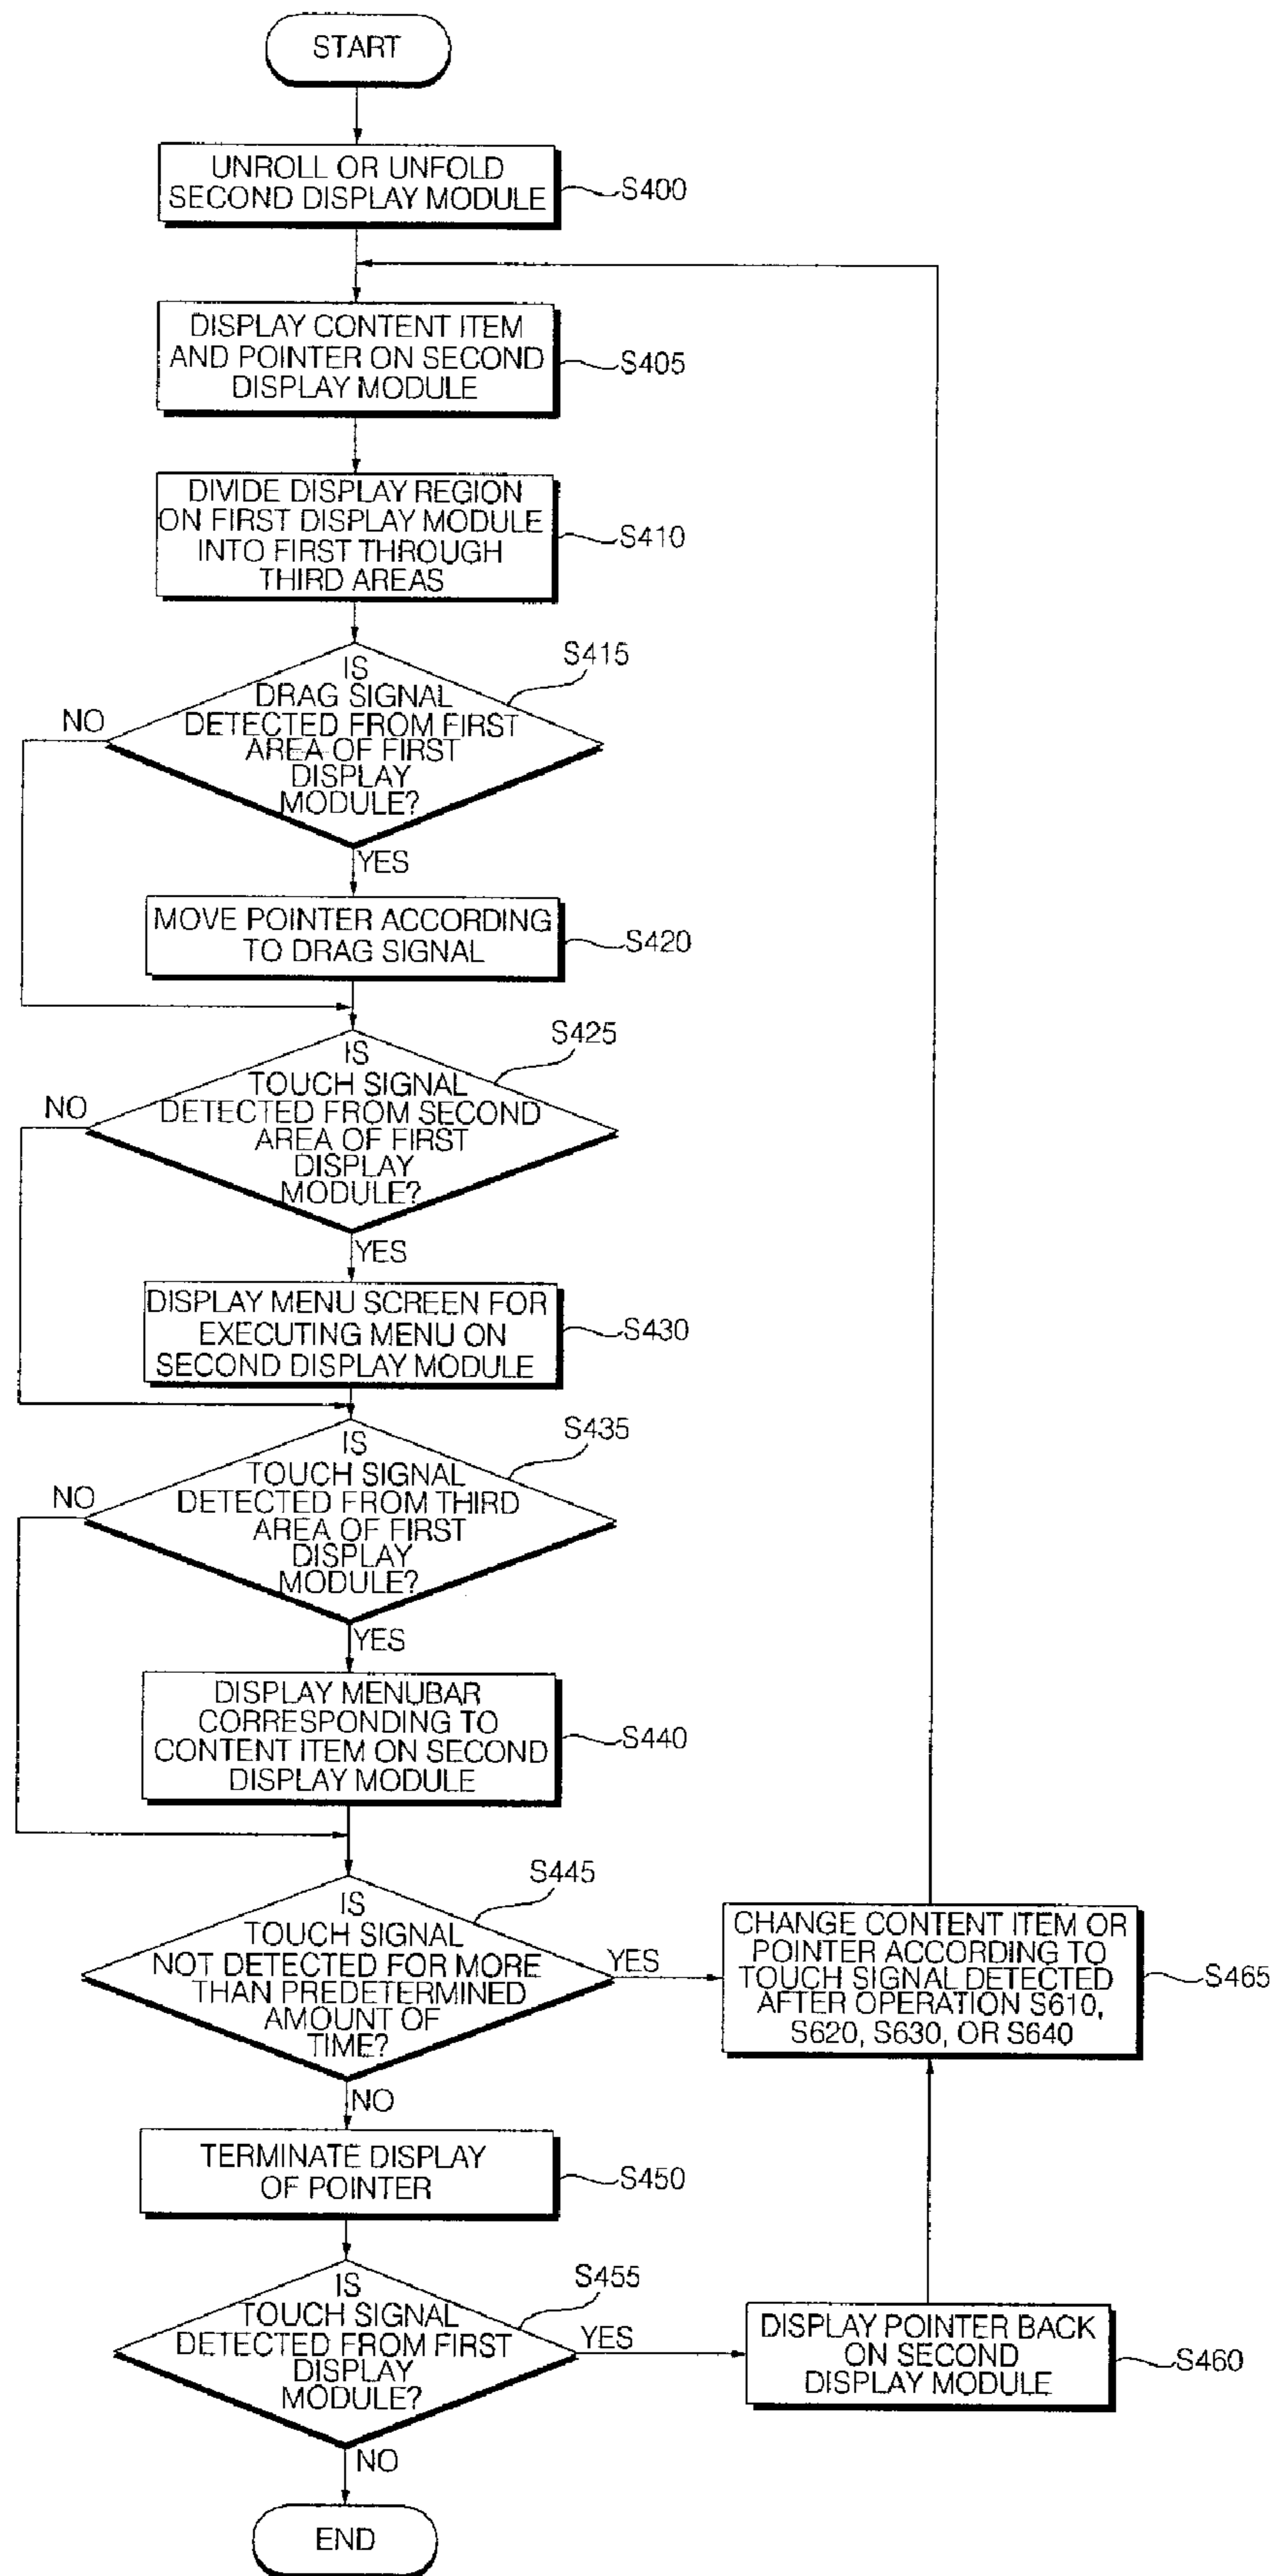 START
UNROLL OR UNFOLD
SECOND DISPLAY MODULE
S400
DISPLAY CONTENT ITEM
AND POINTER ON SECOND
DISPLAY MODULE
S405
DIVIDE DISPLAY REGION
ON FIRST DISPLAY MODULE
INTO FIRST THROUGH
THIRD AREAS
S410
S415
IS
DRAG SIGNAL
DETECTED FROM FIRST
AREA OF FIRST
DISPLAY
MODULE?
NO
YES
MOVE POINTER ACCORDING
TO DRAG SIGNAL
S420
S425
IS
TOUCH SIGNAL
DETECTED FROM SECOND
AREA OF FIRST
DISPLAY
MODULE?
NO
YES
DISPLAY MENU SCREEN FOR
EXECUTING MENU ON
SECOND DISPLAY MODULE
S430
S435
IS
TOUCH SIGNAL
DETECTED FROM THIRD
AREA OF FIRST
DISPLAY
MODULE?
NO
YES
DISPLAY MENUBAR
CORRESPONDING TO
CONTENT ITEM ON SECOND
DISPLAY MODULE
S440
S445
IS
TOUCH SIGNAL
NOT DETECTED FOR MORE
THAN PREDETERMINED
AMOUNT OF
TIME?
YES
NO
CHANGE CONTENT ITEM OR
POINTER ACCORDING TO
TOUCH SIGNAL DETECTED
AFTER OPERATION S610,
S620, S630, OR S640
S465
TERMINATE DISPLAY
OF POINTER
S450
S455
IS
TOUCH SIGNAL
DETECTED FROM FIRST
DISPLAY
MODULE?
YES
NO
DISPLAY POINTER BACK
ON SECOND
DISPLAY MODULE
S460
END